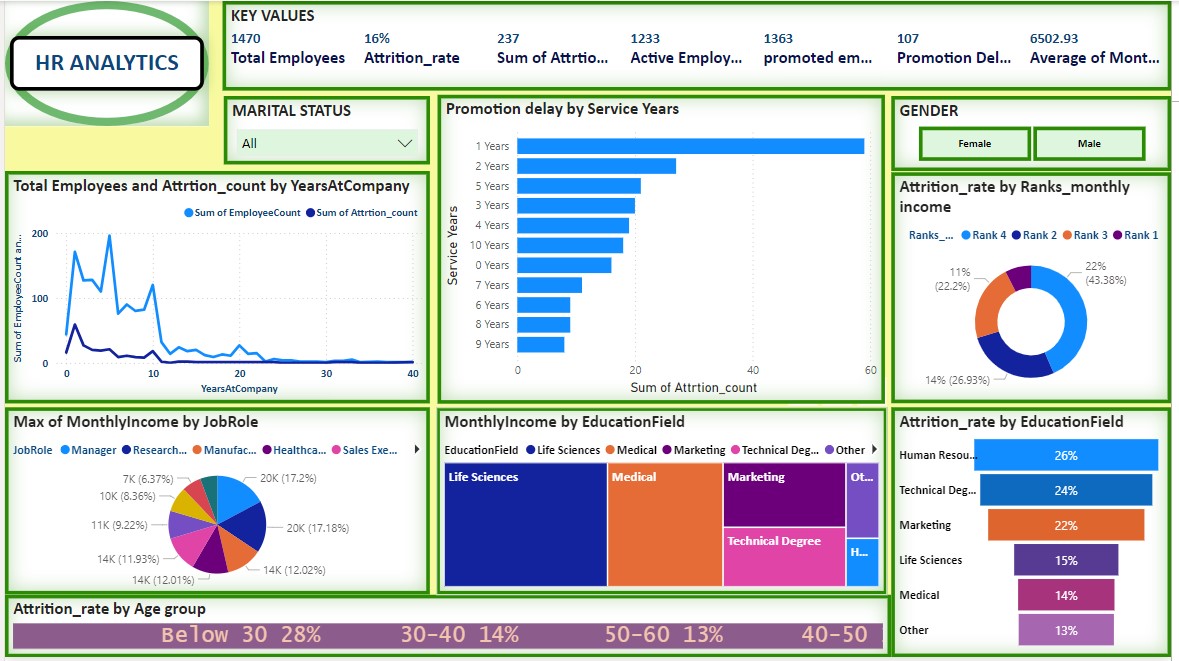 HR ANALYTICS
KEY VALUES
1470
Total Employees
16%
Attrition_rate
237
Sum of Attrtio...
1233
Active Employ...
1363
promoted em...
107
Promotion Del...
6502.93
Average of Mont...
MARITAL STATUS
All
Promotion delay by Service Years
Service Years
1 Years
2 Years
5 Years
3 Years
4 Years
10 Years
0 Years
7 Years
6 Years
8 Years
9 Years
0 20 40 60
Sum of Attrtion_count
GENDER
Female
Male
Total Employees and Attrtion_count by YearsAtCompany
Sum of EmployeeCount Sum of Attrtion_count
Sum of EmployeeCount an...
200
100
0
0 10 20 30 40
YearsAtCompany
Attrition_rate by Ranks_monthly
income
Ranks_... Rank 4 Rank 2 Rank 3 Rank 1
22%
(43.38%)
14% (26.93%)
11%
(22.2%)
Max of MonthlyIncome by JobRole
JobRole Manager Research... Manufac... Healthca... Sales Exe...
20K (17.2%)
20K (17.18%)
14K (12.02%)
14K (12.01%)
14K (11.93%)
11K (9.22%)
10K (8.36%)
7K (6.37%)
MonthlyIncome by EducationField
EducationField Life Sciences Medical Marketing Technical Deg... Other
Life Sciences
Medical
Marketing
Technical Degree
Ot...
H...
Attrition_rate by EducationField
Human Resou... 26%
Technical Deg... 24%
Marketing 22%
Life Sciences 15%
Medical 14%
Other 13%
Attrition_rate by Age group
Below 30 28% 30-40 14% 50-60 13% 40-50